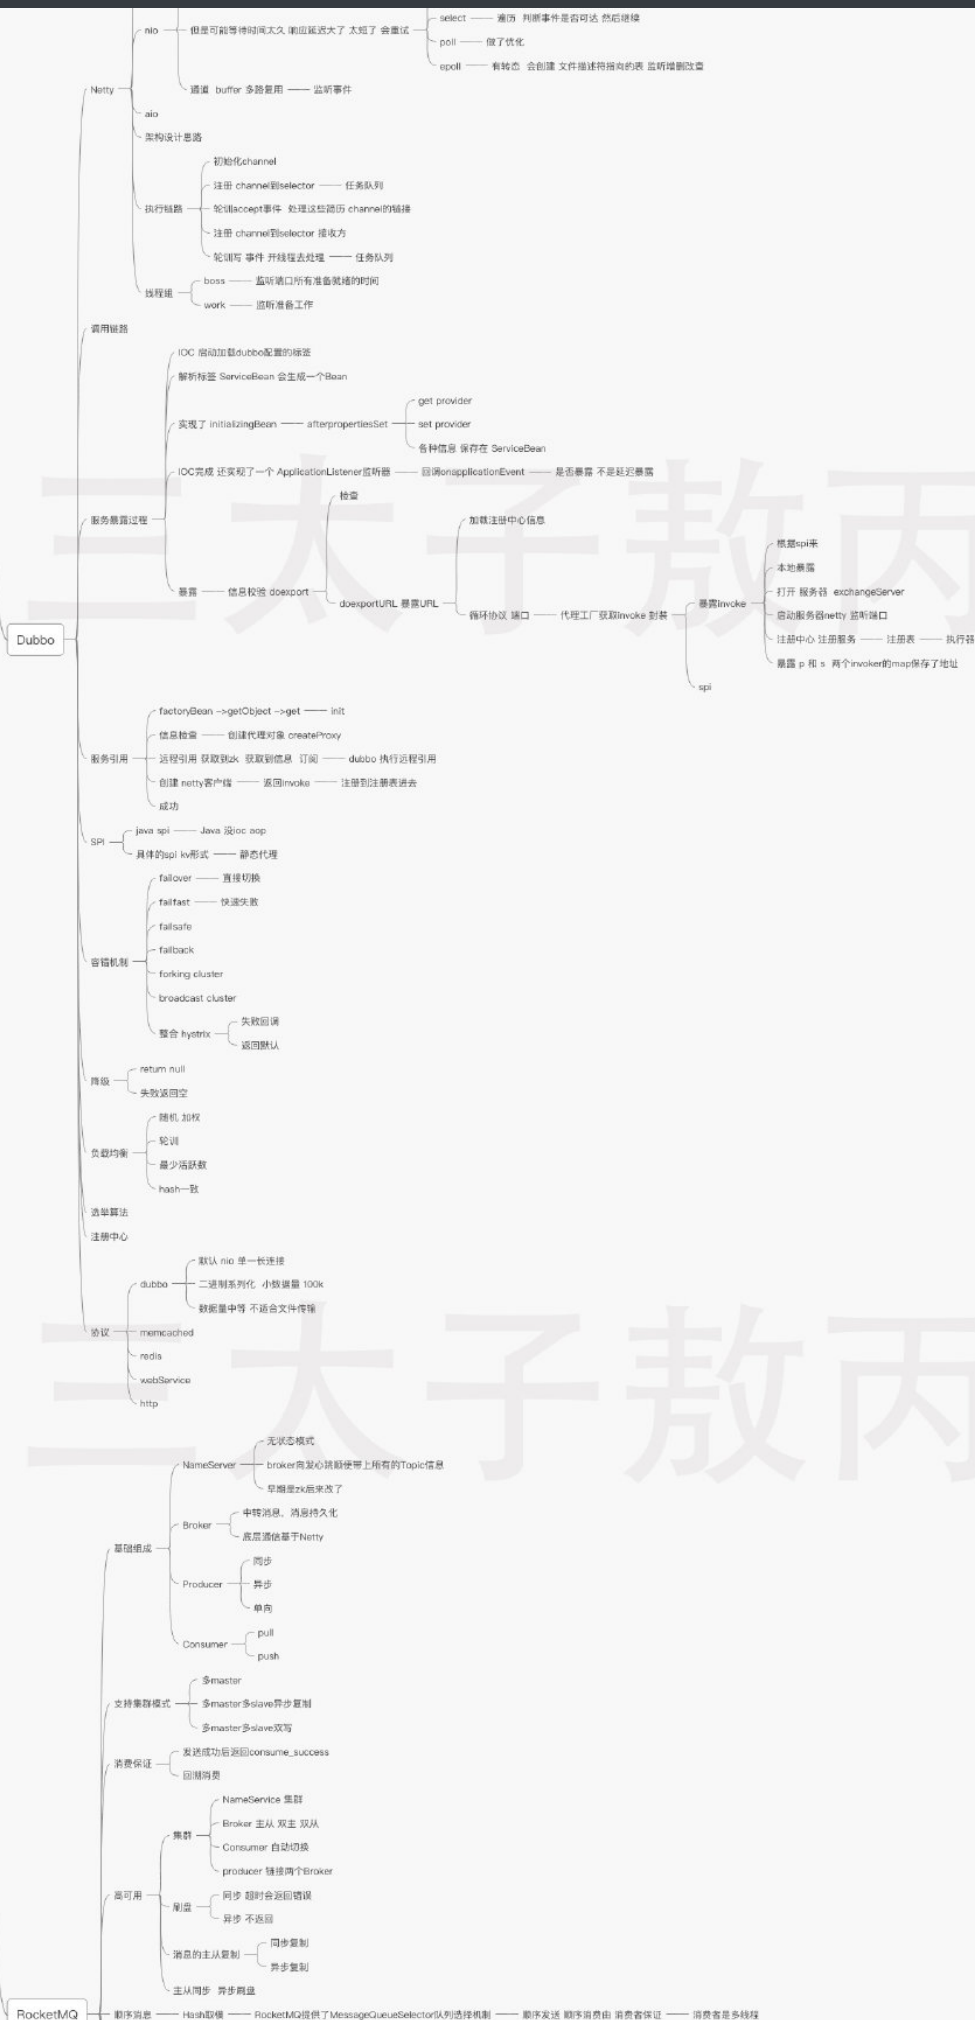 select
遍历 判断事件是否可达 然后继续
nio
但是可能等待时间太久 响应延迟大了 太短了 会重试
poll
做了优化
epoll
有转态 会创建 文件描述符指向的表 监听增删改查
Netty
通道 buffer 多路复用
监听事件
aio
架构设计思路
初始化channel
注册 channel到selector
任务队列
执行链路
轮训accept事件 处理这些简历 channel的链接
注册 channel到selector 接收方
轮训写 事件 开线程去处理
任务队列
boss
监听端口所有准备就绪的时间
线程组
work
监听准备工作
调用链路
IOC 启动加载dubbo配置的标签
解析标签 ServiceBean 会生成一个Bean
get provider
实现了 initializingBean
afterpropertiesSet
set provider
各种信息 保存在 ServiceBean
IOC完成 还实现了一个 ApplicationListener监听器
回调onapplicationEvent
是否暴露 不是延迟暴露
检查
服务暴露过程
加载注册中心信息
根据spi来
本地暴露
暴露
信息校验 doexport
打开 服务器 exchangeServer
doexportURL 暴露URL
暴露invoke
循环协议 端口
代理工厂获取invoke 封装
启动服务器netty 监听端口
Dubbo
注册中心 注册服务
注册表
执行器
暴露 p 和 s 两个invoker的map保存了地址
spi
factoryBean ->getObject ->get
init
信息检查
创建代理对象 createProxy
服务引用
远程引用 获取到zk 获取到信息 订阅
dubbo 执行远程引用
创建 netty客户端
返回invoke
注册到注册表进去
成功
java spi
Java 没ioc aop
SPI
具体的spi kv形式
静态代理
failover
直接切换
failfast
快速失败
failsafe
failback
容错机制
forking cluster
broadcast cluster
整合 hystrix
失败回调
返回默认
return null
降级
失败返回空
随机 加权
轮训
负载均衡
最少活跃数
hash一致
选举算法
注册中心
默认 nio 单一长连接
dubbo
二进制系列化 小数据量 100k
数据量中等 不适合文件传输
协议
memcached
redis
webService
http
无状态模式
NameServer
broker向发心跳顺便带上所有的Topic信息
早期是zk后来改了
中转消息、消息持久化
Broker
底层通信基于Netty
基础组成
同步
Producer
异步
单向
pull
Consumer
push
多master
支持集群模式
多master多slave异步复制
多master多slave双写
发送成功后返回consume_success
消费保证
回溯消费
NameService 集群
Broker 主从 双主 双从
集群
Consumer 自动切换
producer 链接两个Broker
高可用
同步 超时会返回错误
刷盘
异步 不返回
同步复制
消息的主从复制
异步复制
主从同步 异步刷盘
RocketMQ
顺序消息
Hash取模
RocketMQ提供了MessageQueueSelector队列选择机制
顺序发送 顺序消费由 消费者保证
消费者是多线程
三太子敖丙
三太子敖丙